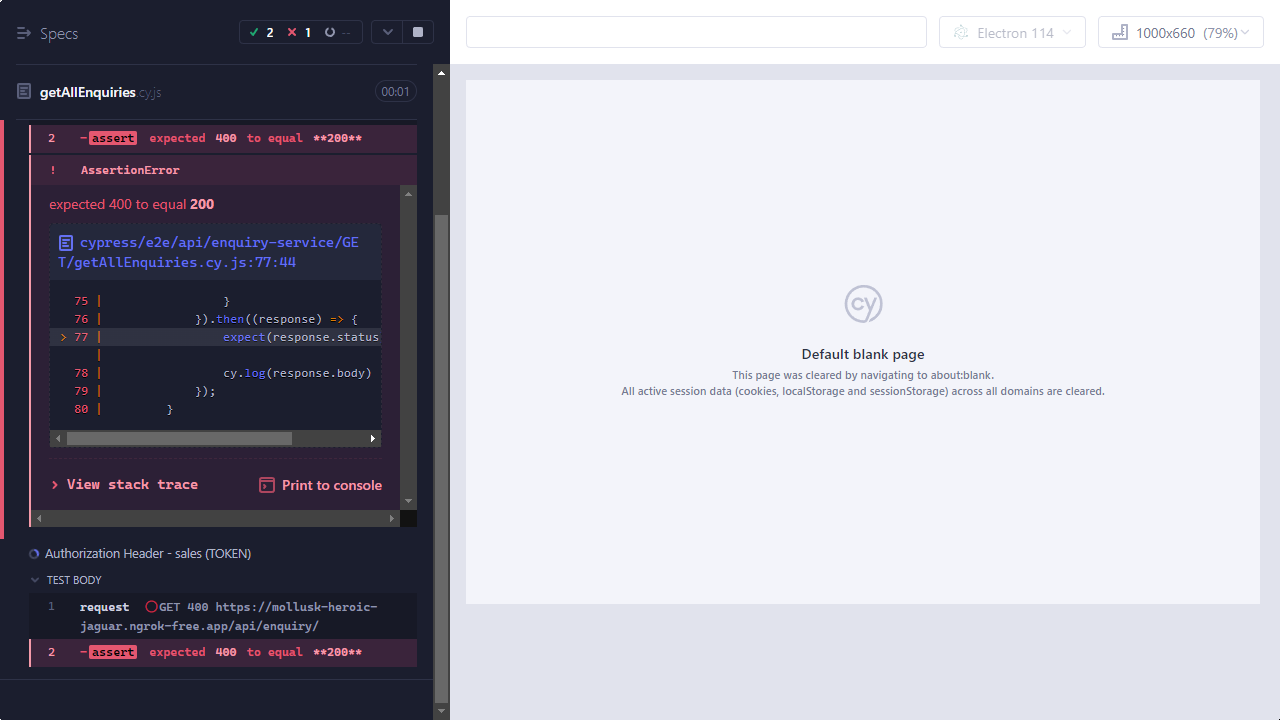 Specs
2
1
--
Electron 114
1000x660 (79%)
getAllEnquiries.cy.js
00:01
2 -assert expected 400 to equal **200**
! AssertionError
expected 400 to equal 200
cypress/e2e/api/enquiry-service/GE
T/getAllEnquiries.cy.js:77:44
75 | }
76 | }).then((response) => {
> 77 | expect(response.status
|
78 | cy.log(response.body)
79 | });
80 | }
> View stack trace
Print to console
Authorization Header - sales (TOKEN)
TEST BODY
1 request GET 400 https://mollusk-heroic-
jaguar.ngrok-free.app/api/enquiry/
2 -assert expected 400 to equal **200**
cy
Default blank page
This page was cleared by navigating to about:blank.
All active session data (cookies, localStorage and sessionStorage) across all domains are cleared.